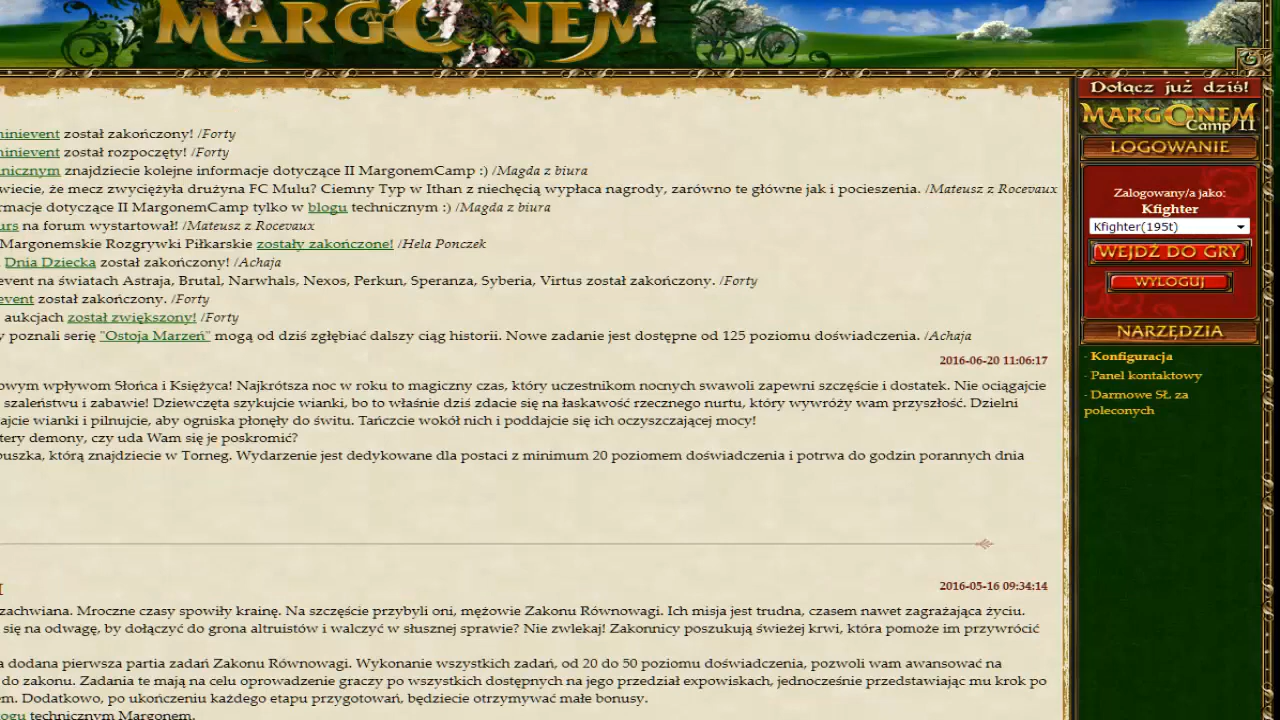 MARGONEM
Dołącz już dziś!
MARGONEM
Camp II
LOGOWANIE
Zalogowany/a jako:
Kfighter
Kfighter(195t)
WEJDŹ DO GRY
WYLOGUJ
NARZĘDZIA
- Konfiguracja
- Panel kontaktowy
- Darmowe SŁ za
poleconych
minievent został zakończony! /Forty
minievent został rozpoczęty! /Forty
hnicznym znajdziecie kolejne informacje dotyczące II MargonemCamp :) /Magda z biura
wiecie, że mecz zwyciężyła drużyna FC Mulu? Ciemny Typ w Ithan z niechęcią wypłaca nagrody, zarówno te główne jak i pocieszenia. /Mateusz z Rocevaux
rmacje dotyczące II MargonemCamp tylko w blogu technicznym :) /Magda z biura
urs na forum wystartował! /Mateusz z Rocevaux
Margonemskie Rozgrywki Piłkarskie zostały zakończone! /Hela Ponczek
Dnia Dziecka został zakończony! /Achaja
event na światach Astraja, Brutal, Narwhals, Nexos, Perkun, Speranza, Syberia, Virtus został zakończony. /Forty
event został zakończony. /Forty
aukcjach został zwiększony! /Forty
y poznali serię "Ostoja Marzeń" mogą od dziś zgłębiać dalszy ciąg historii. Nowe zadanie jest dostępne od 125 poziomu doświadczenia. /Achaja
2016-06-20 11:06:17
owym wpływom Słońca i Księżyca! Najkrótsza noc w roku to magiczny czas, który uczestnikom nocnych swawoli zapewni szczęście i dostatek. Nie ociągajcie
szaleństwu i zabawie! Dziewczęta szykujcie wianki, bo to właśnie dziś zdacie się na łaskawość rzecznego nurtu, który wywróży wam przyszłość. Dzielni
ajcie wianki i pilnujcie, aby ogniska płonęły do świtu. Tańczcie wokół nich i poddajcie się ich oczyszczającej mocy!
tery demony, czy uda Wam się je poskromić?
puszka, którą znajdziecie w Torneg. Wydarzenie jest dedykowane dla postaci z minimum 20 poziomem doświadczenia i potrwa do godzin porannych dnia
2016-05-16 09:34:14
zachwiana. Mroczne czasy spowiły krainę. Na szczęście przybyli oni, mężowie Zakonu Równowagi. Ich misja jest trudna, czasem nawet zagrażająca życiu.
się na odwagę, by dołączyć do grona altruistów i walczyć w słusznej sprawie? Nie zwlekaj! Zakonnicy poszukują świeżej krwi, która pomoże im przywrócić
a dodana pierwsza partia zadań Zakonu Równowagi. Wykonanie wszystkich zadań, od 20 do 50 poziomu doświadczenia, pozwoli wam awansować na
do zakonu. Zadania te mają na celu oprowadzenie graczy po wszystkich dostępnych na jego przedział expowiskach, jednocześnie przedstawiając mu krok po
em. Dodatkowo, po ukończeniu każdego etapu przygotowań, będziecie otrzymywać małe bonusy.
ogu technicznym Margonem.